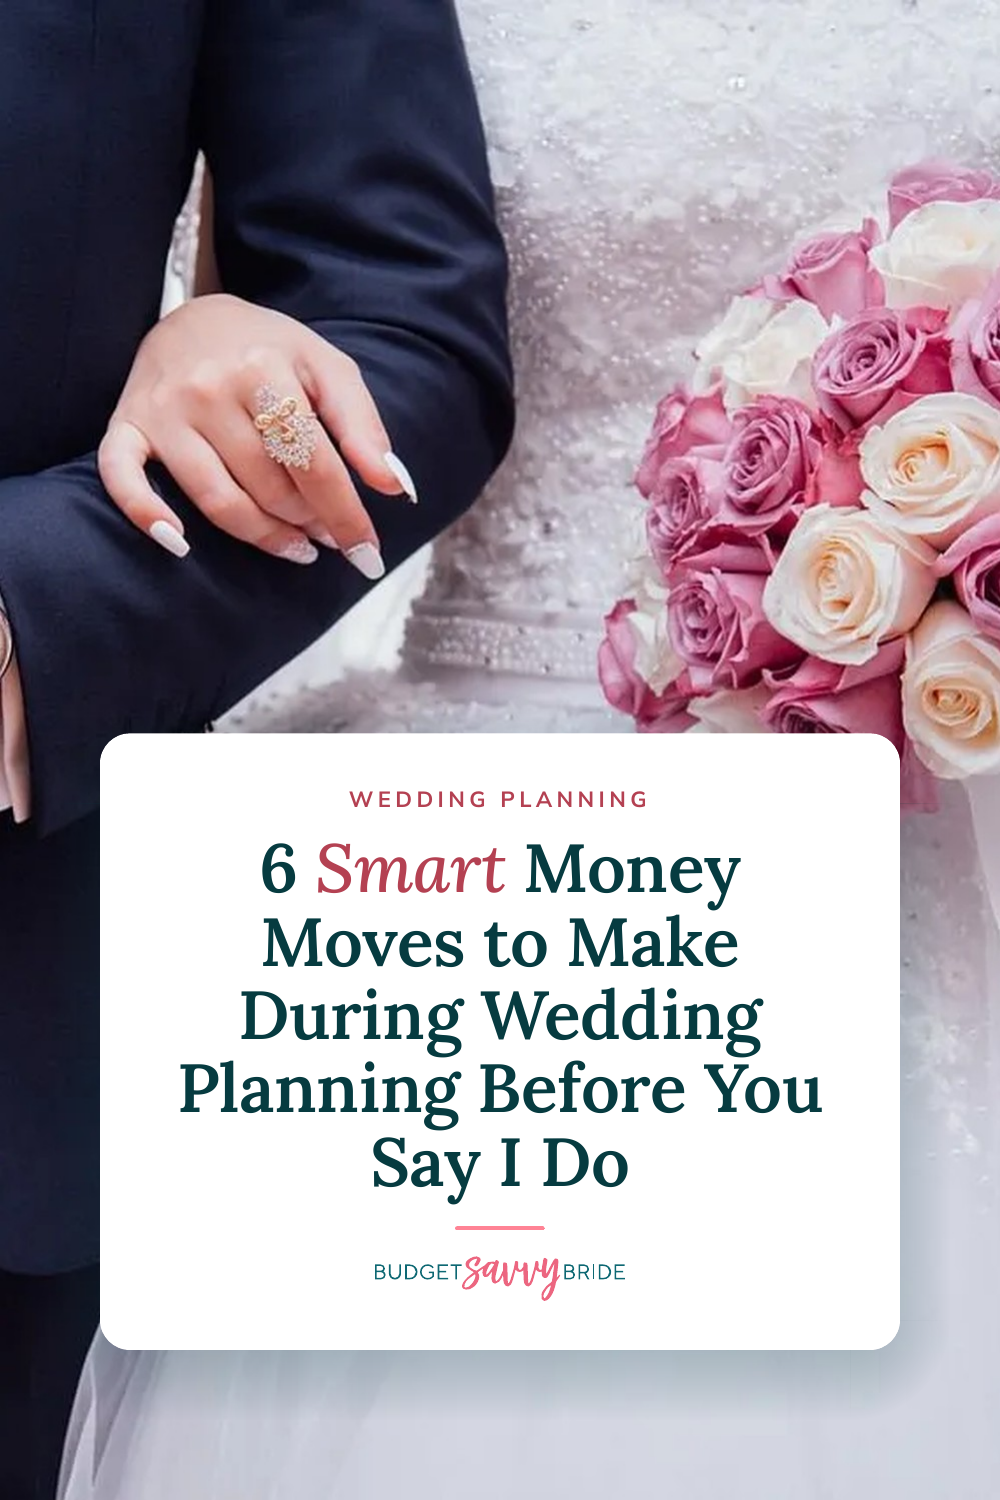 WEDDING PLANNING
6 Smart Money
Moves to Make
During Wedding
Planning Before You
Say I Do
BUDGET savvy BRIDE